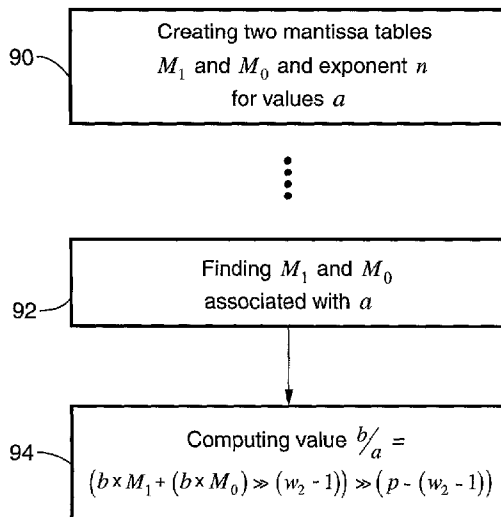 90
Creating two mantissa tables
M₁ and M₀ and exponent n
for values a
92
Finding M₁ and M₀
associated with a
94
Computing value b/a =
(b × M₁ + (b × M₀) ≫ (w₂ - 1)) ≫ (p - (w₂ - 1))